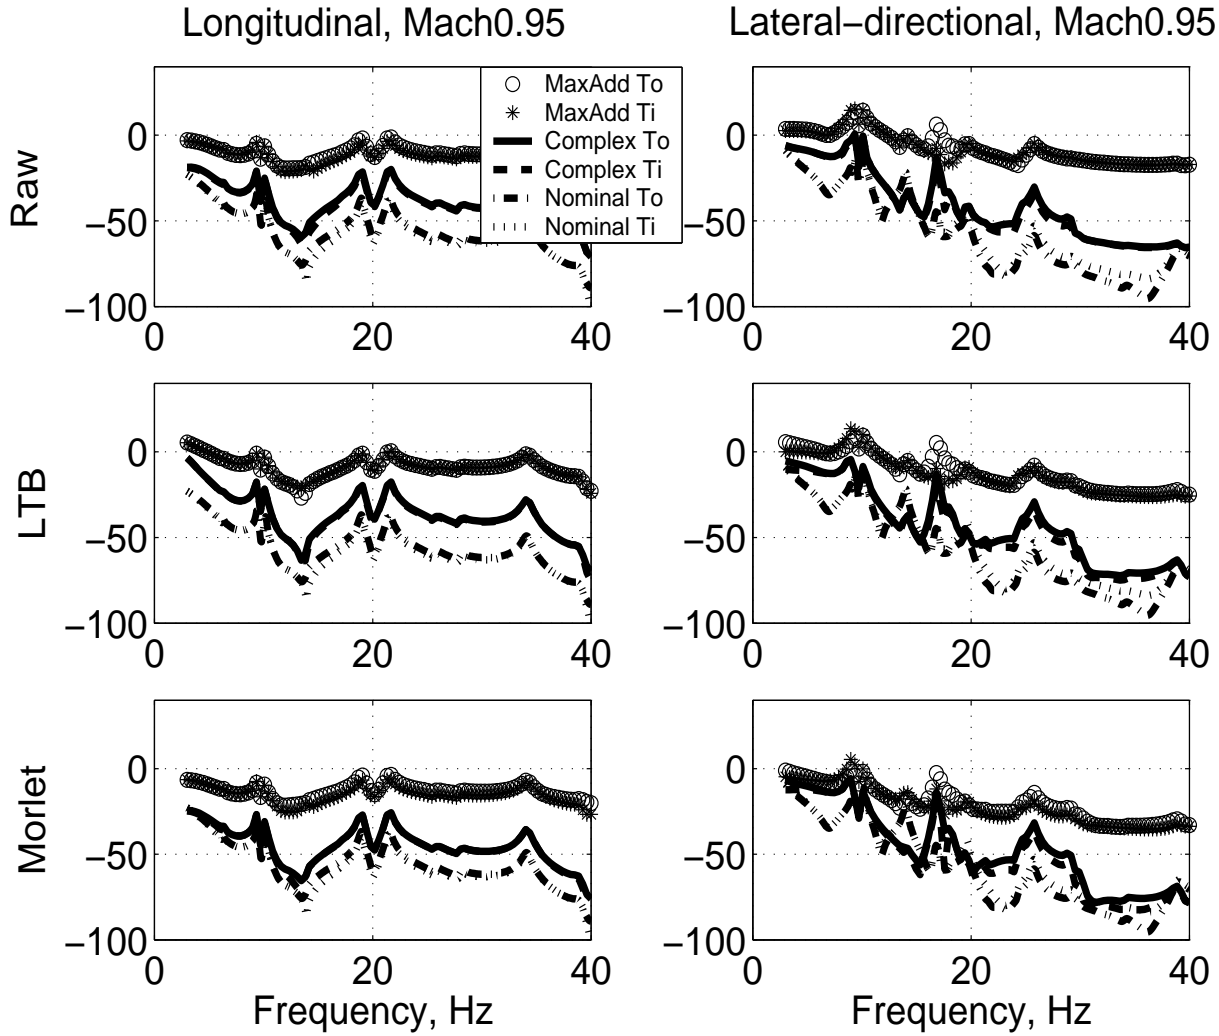 Longitudinal, Mach0.95
Lateral−directional, Mach0.95
Raw
0
−50
−100
0
20
40
MaxAdd To
MaxAdd Ti
Complex To
Complex Ti
Nominal To
Nominal Ti
0
−50
−100
0
20
40
LTB
0
−50
−100
0
20
40
0
−50
−100
0
20
40
Morlet
0
−50
−100
0
20
40
Frequency, Hz
0
−50
−100
0
20
40
Frequency, Hz